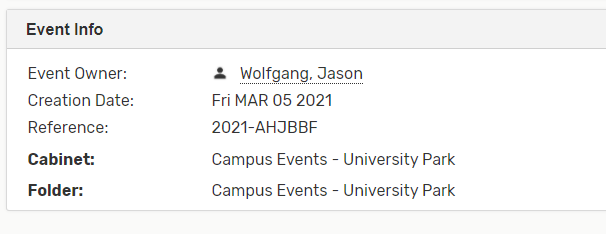 Event Info
Event Owner: Wolfgang, Jason
Creation Date: Fri MAR 05 2021
Reference: 2021-AHJBBF
Cabinet: Campus Events - University Park
Folder: Campus Events - University Park